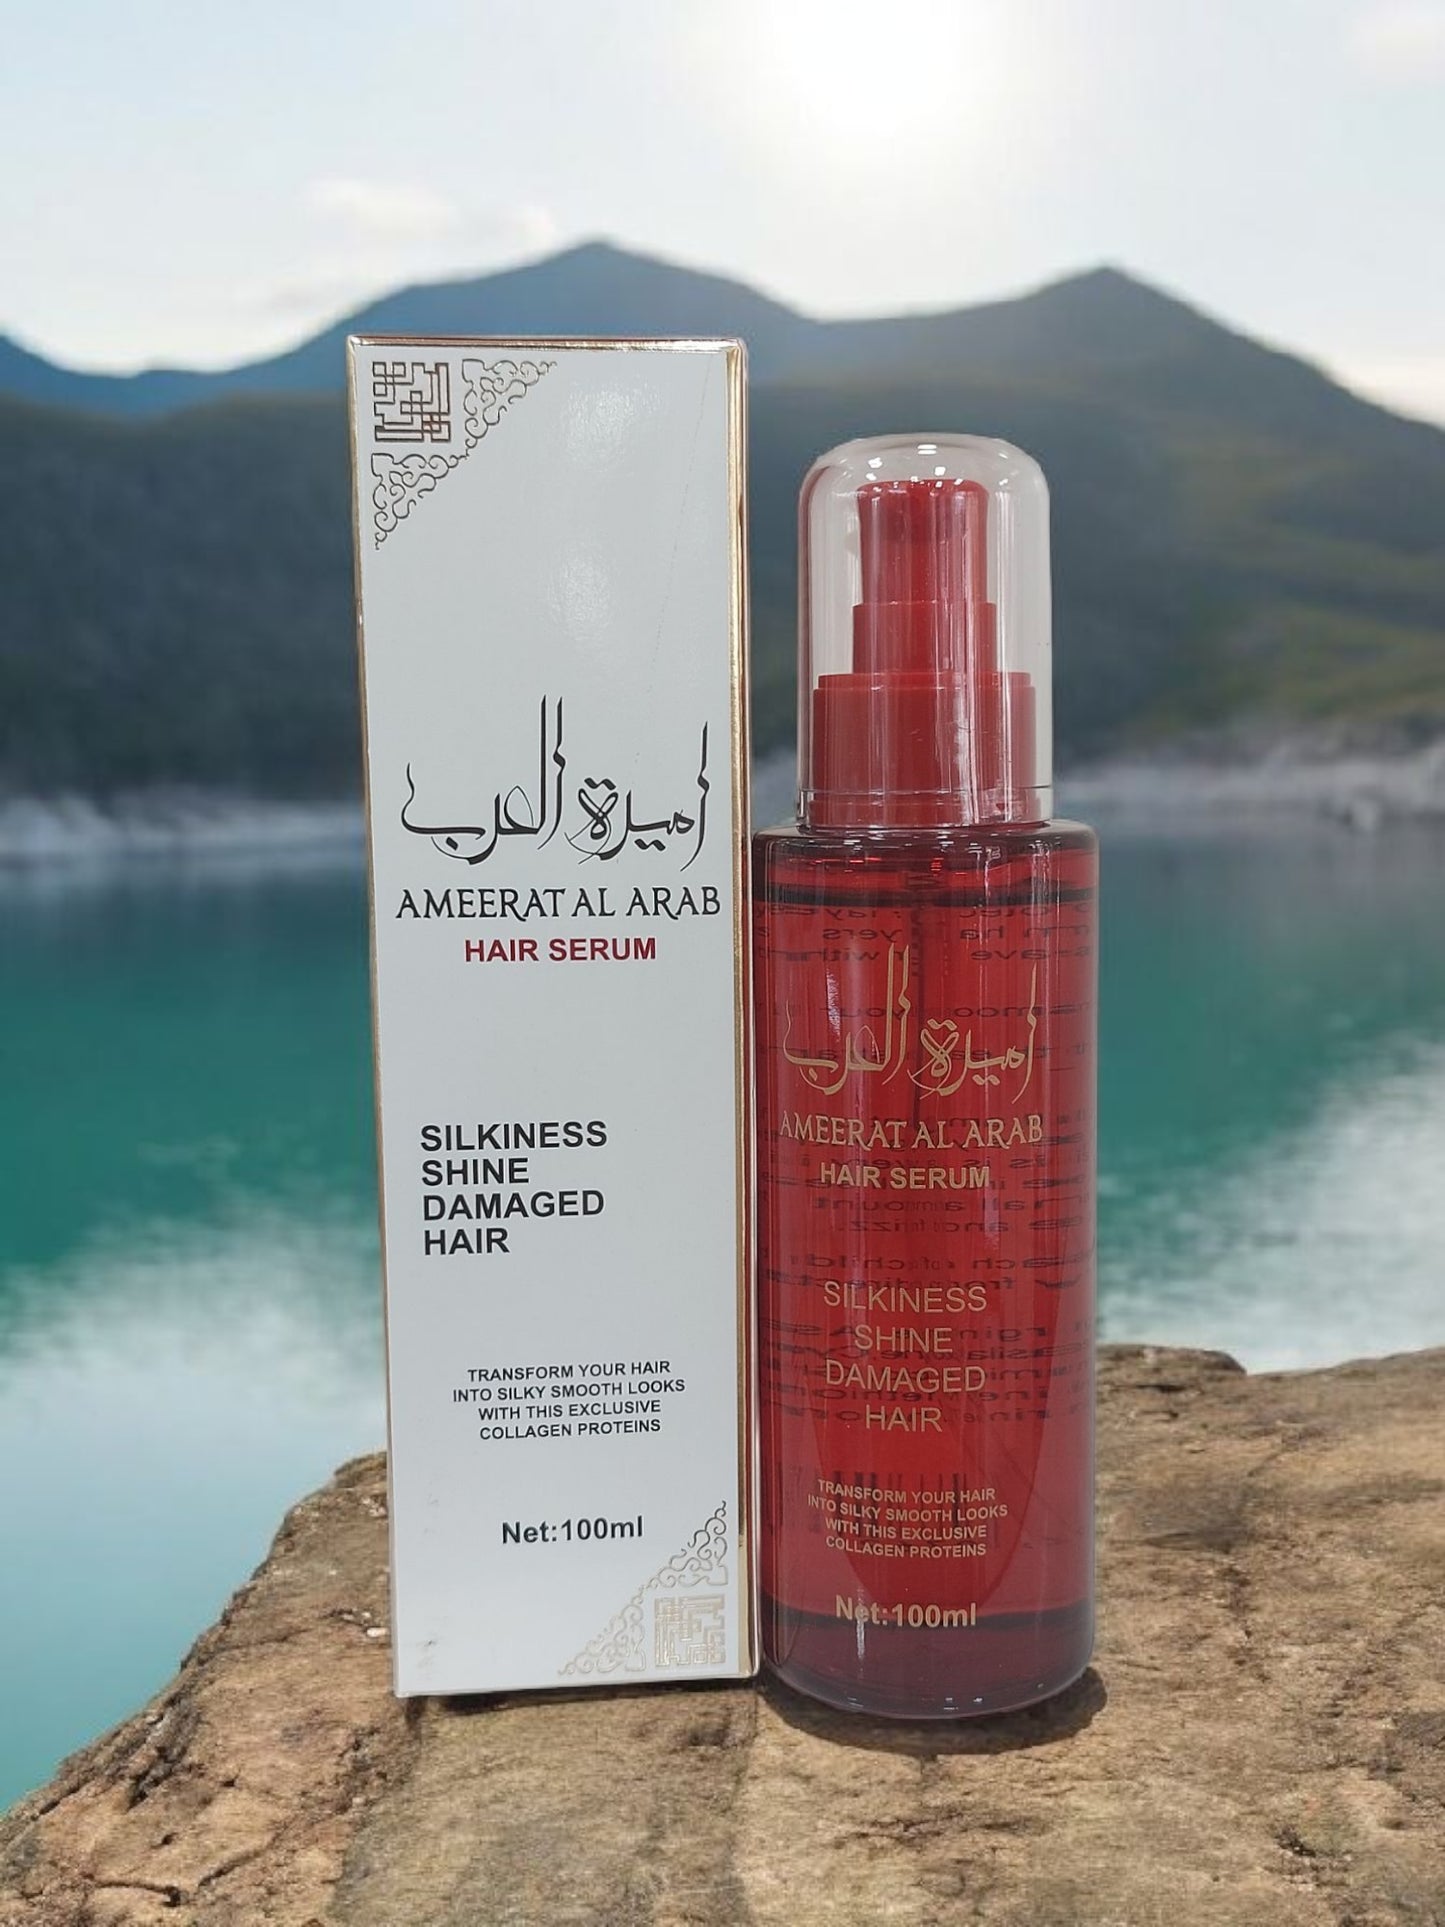 اميرة العرب
AMEERAT AL ARAB
HAIR SERUM
SILKINESS
SHINE
DAMAGED
HAIR
TRANSFORM YOUR HAIR
INTO SILKY SMOOTH LOOKS
WITH THIS EXCLUSIVE
COLLAGEN PROTEINS
Net:100ml
اميرة العرب
AMEERAT AL ARAB
HAIR SERUM
SILKINESS
SHINE
DAMAGED
HAIR
TRANSFORM YOUR HAIR
INTO SILKY SMOOTH LOOKS
WITH THIS EXCLUSIVE
COLLAGEN PROTEINS
Net:100ml